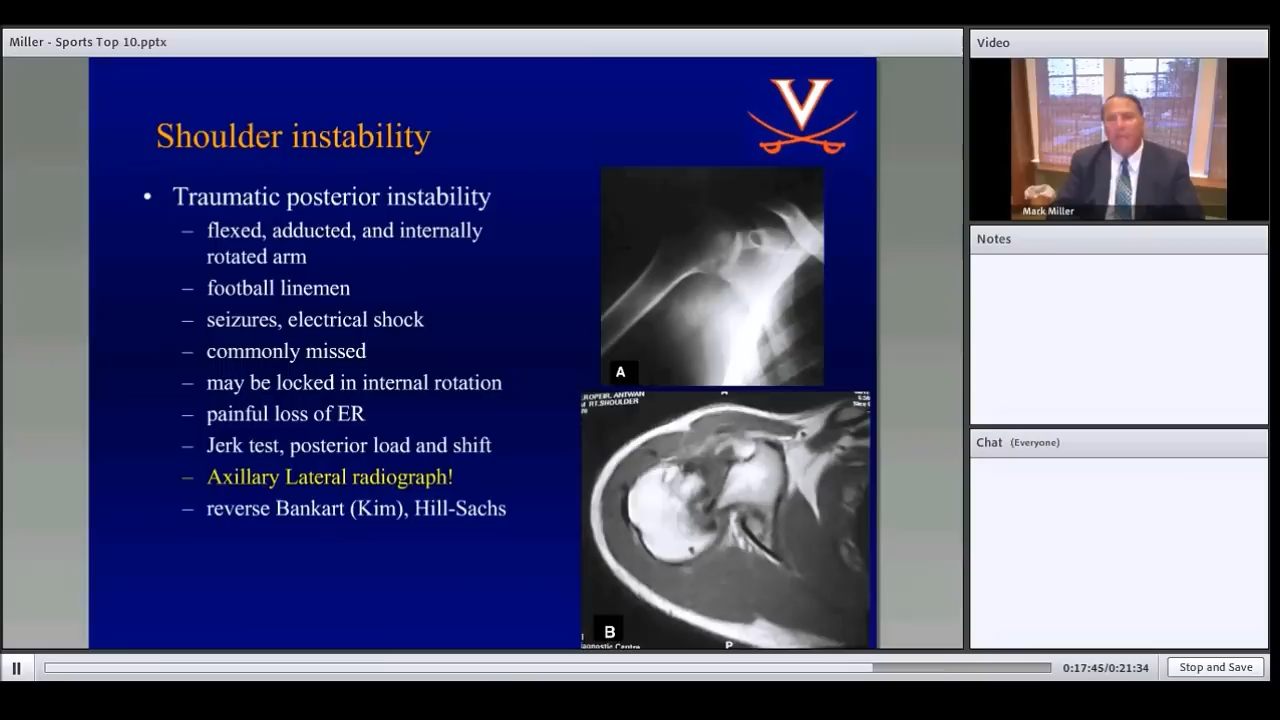 Miller - Sports Top 10.pptx
Shoulder instability
• Traumatic posterior instability
– flexed, adducted, and internally
rotated arm
– football linemen
– seizures, electrical shock
– commonly missed
– may be locked in internal rotation
– painful loss of ER
– Jerk test, posterior load and shift
– Axillary Lateral radiograph!
– reverse Bankart (Kim), Hill-Sachs
V
A
RT.SHOULDER
B
P
Video
Mark Miller
Notes
Chat (Everyone)
0:17:45/0:21:34
Stop and Save